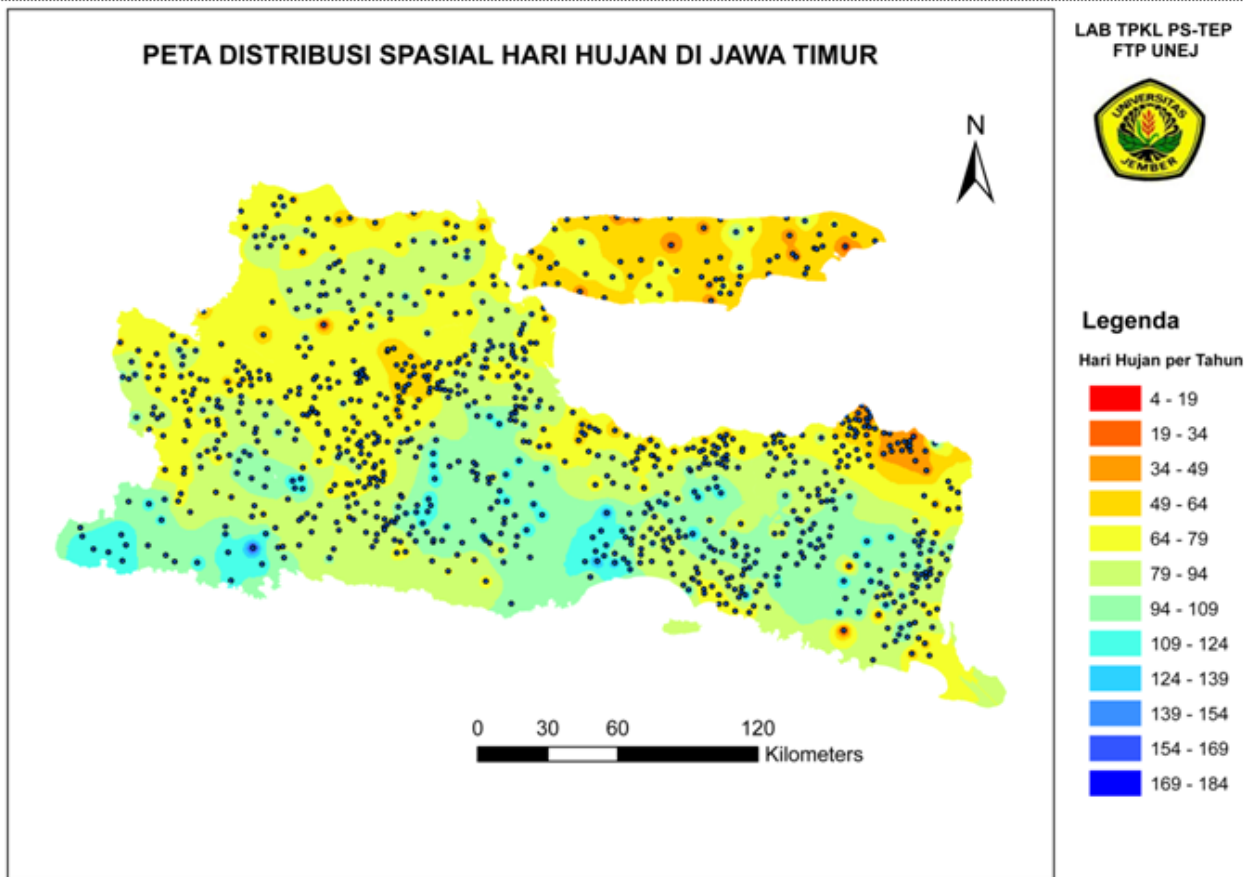 PETA DISTRIBUSI SPASIAL HARI HUJAN DI JAWA TIMUR
LAB TPKL PS-TEP
FTP UNEJ
UNIVERSITAS
JEMBER
N
Legenda
Hari Hujan per Tahun
4 - 19
19 - 34
34 - 49
49 - 64
64 - 79
79 - 94
94 - 109
109 - 124
124 - 139
139 - 154
154 - 169
169 - 184
0 30 60 120
Kilometers